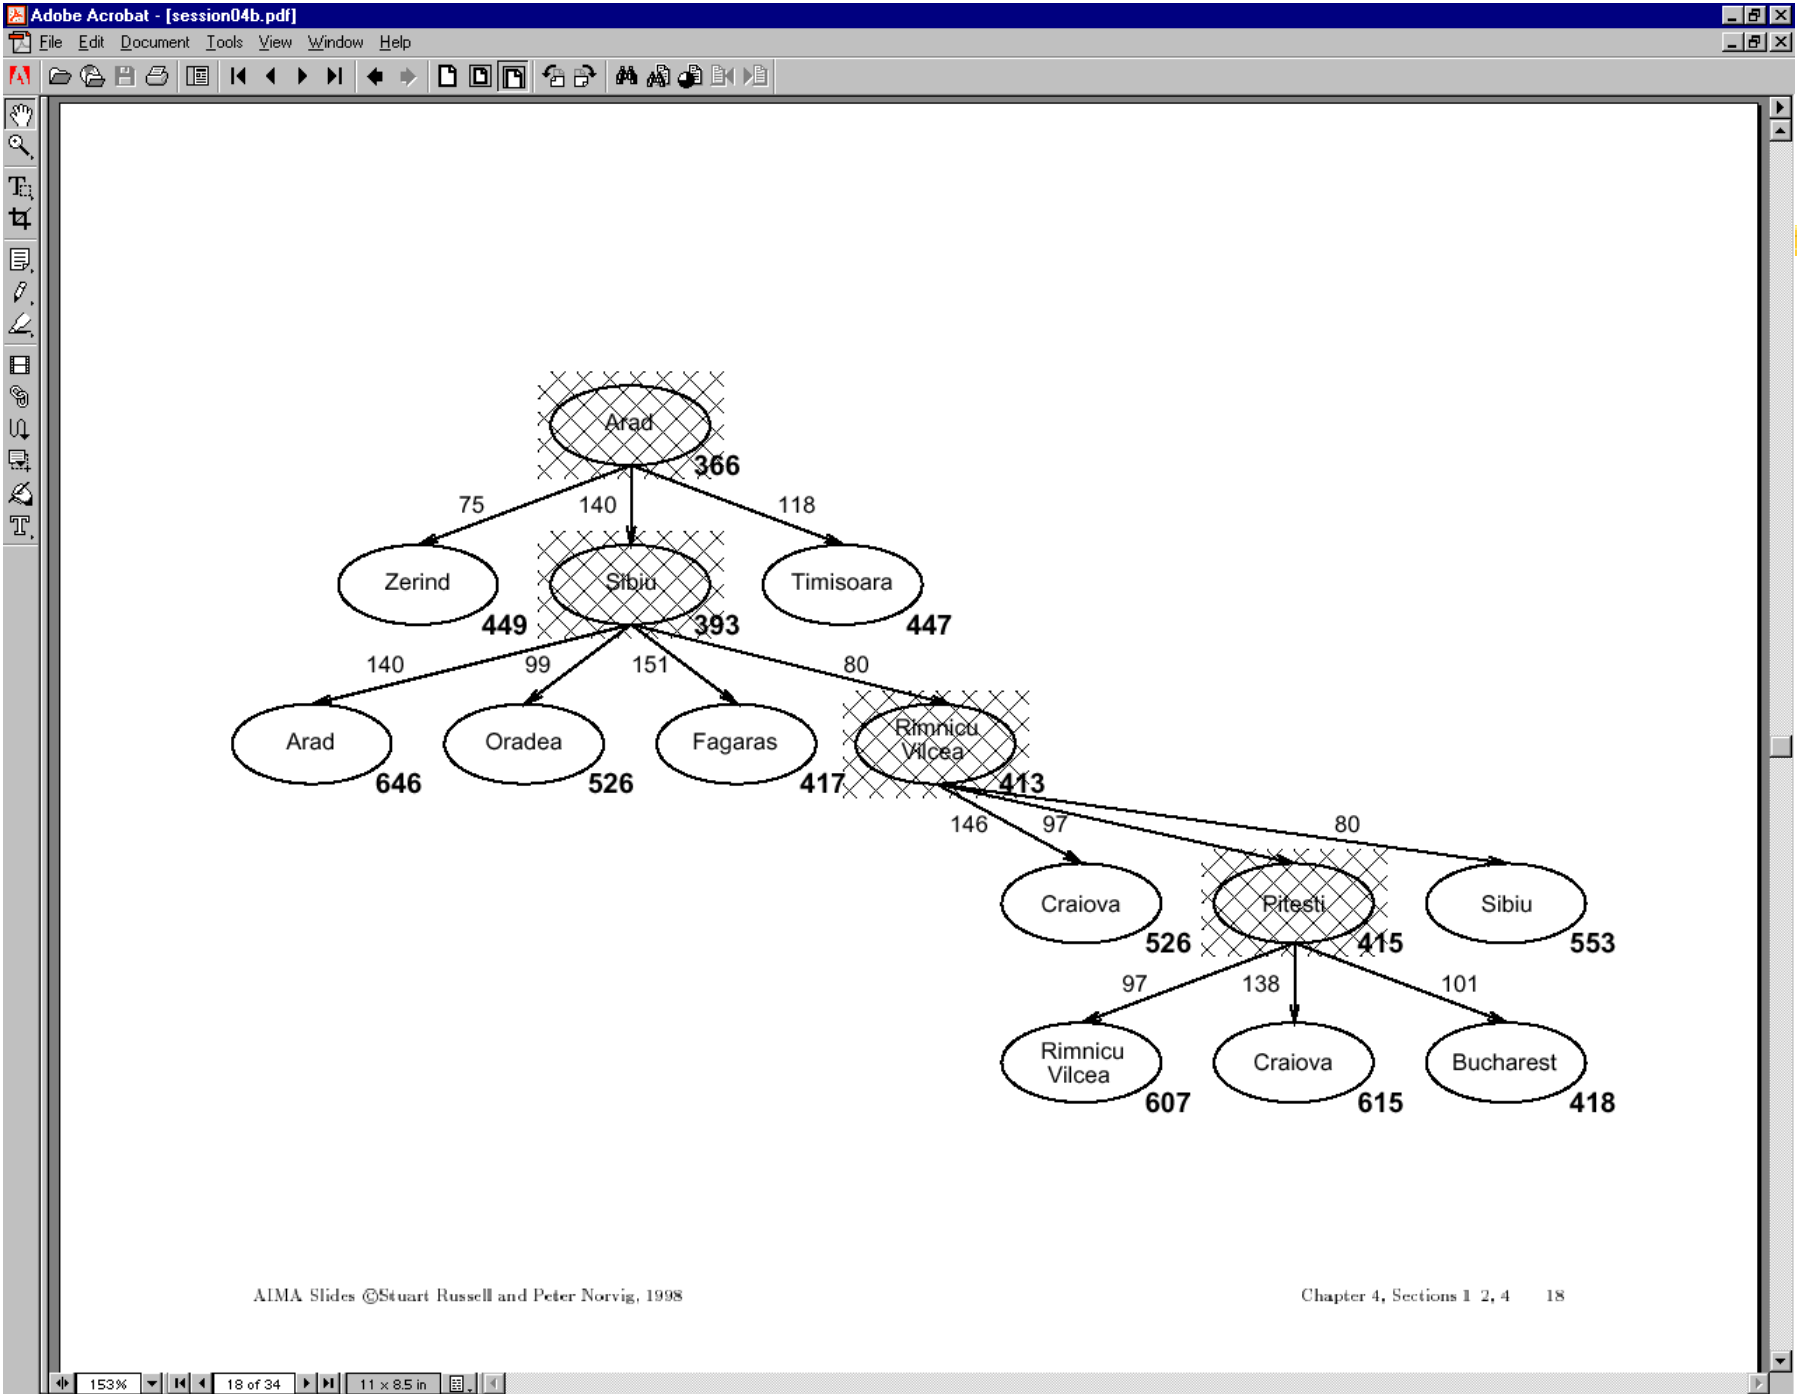 Adobe Acrobat - [session04b.pdf]
File Edit Document Tools View Window Help
Arad
366
75 140 118
Zerind Sibiu Timisoara
449 393 447
140 99 151 80
Arad Oradea Fagaras Rimnicu
Vilcea
646 526 417 413
146 97 80
Craiova Pitesti Sibiu
526 415 553
97 138 101
Rimnicu
Vilcea Craiova Bucharest
607 615 418
AIMA Slides ©Stuart Russell and Peter Norvig, 1998 Chapter 4, Sections 1 2, 4 18
153% 18 of 34 11 x 8.5 in